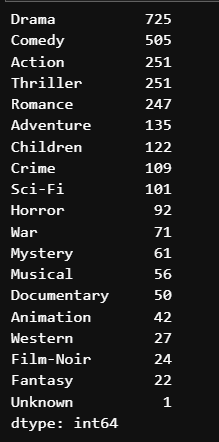 Drama 725
Comedy 505
Action 251
Thriller 251
Romance 247
Adventure 135
Children 122
Crime 109
Sci-Fi 101
Horror 92
War 71
Mystery 61
Musical 56
Documentary 50
Animation 42
Western 27
Film-Noir 24
Fantasy 22
Unknown 1
dtype: int64